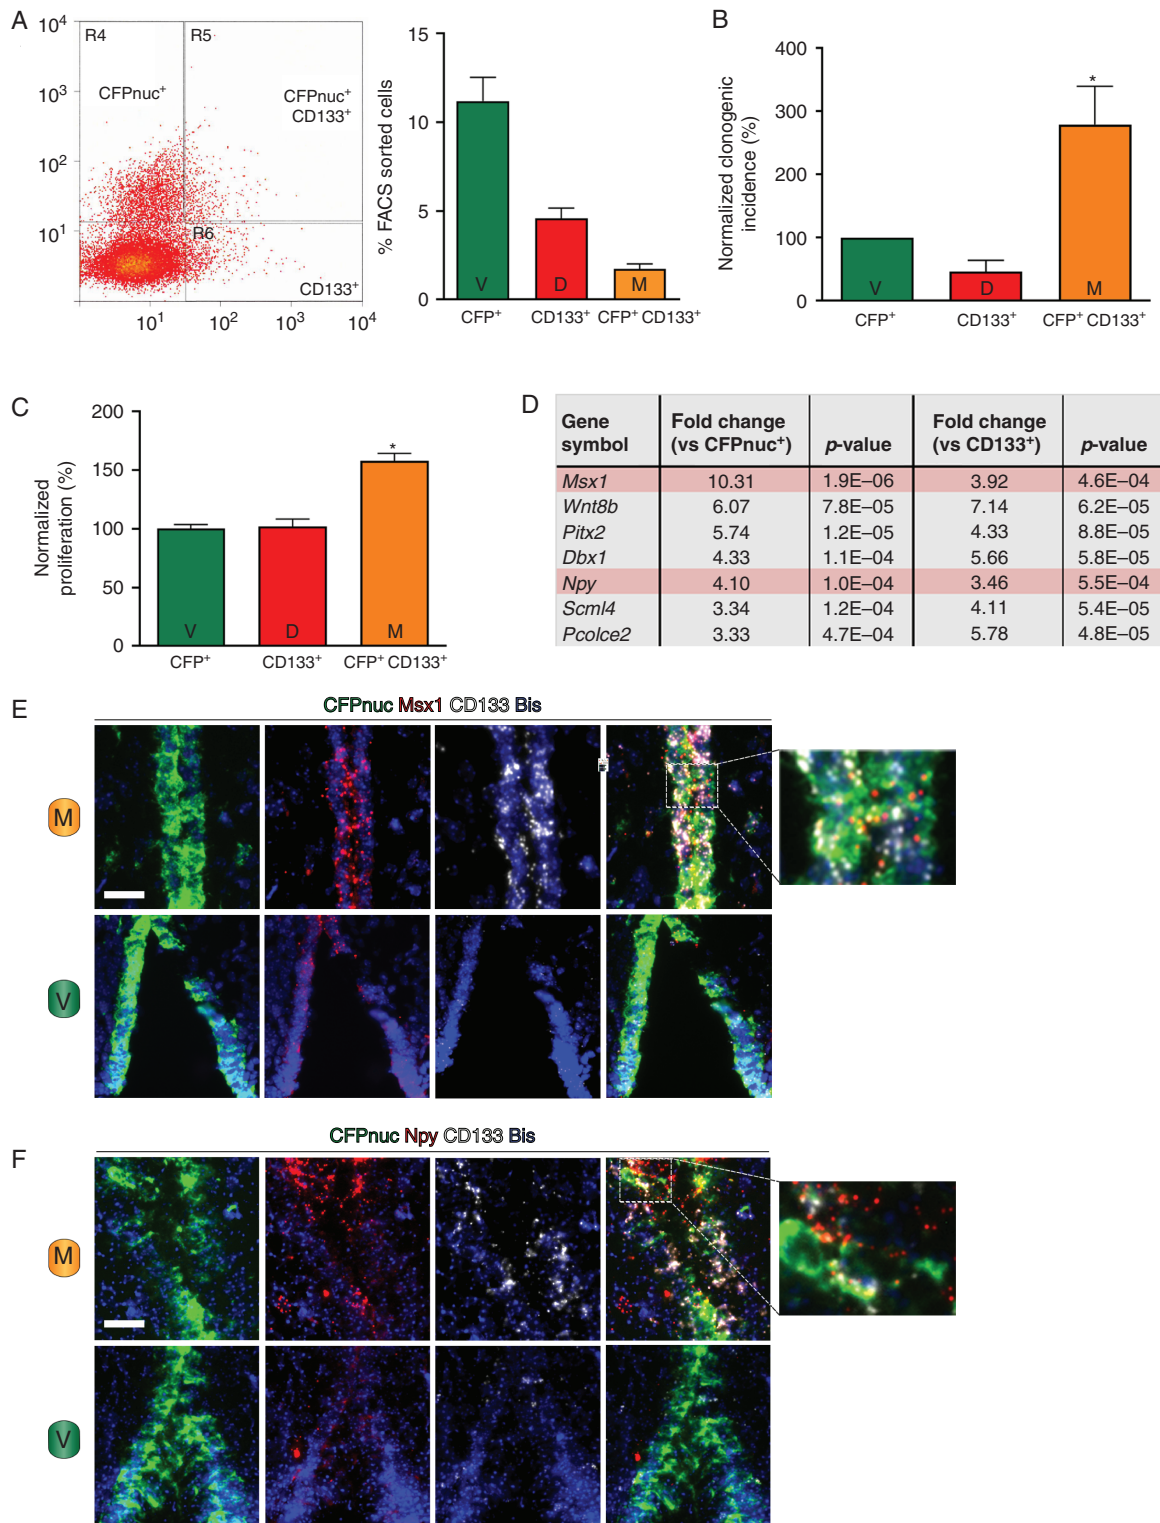 A
10⁴
10³
10²
10¹
R4
R5
CFPnuc⁺
CFPnuc⁺
CD133⁺
R6
CD133⁺
10¹
10²
10³
10⁴
% FACS sorted cells
15
10
5
0
V
D
M
CFP⁺
CD133⁺
CFP⁺ CD133⁺
B
Normalized clonogenic
incidence (%)
400
300
200
100
0
*
V
D
M
CFP⁺
CD133⁺
CFP⁺ CD133⁺
C
Normalized
proliferation (%)
200
150
100
50
0
*
V
D
M
CFP⁺
CD133⁺
CFP⁺ CD133⁺
D
Gene symbol Fold change (vs CFPnuc⁺) p-value Fold change (vs CD133⁺) p-value
Msx1 10.31 1.9E–06 3.92 4.6E–04
Wnt8b 6.07 7.8E–05 7.14 6.2E–05
Pitx2 5.74 1.2E–05 4.33 8.8E–05
Dbx1 4.33 1.1E–04 5.66 5.8E–05
Npy 4.10 1.0E–04 3.46 5.5E–04
Scml4 3.34 1.2E–04 4.11 5.4E–05
Pcolce2 3.33 4.7E–04 5.78 4.8E–05
E
CFPnuc Msx1 CD133 Bis
M
V
F
CFPnuc Npy CD133 Bis
M
V